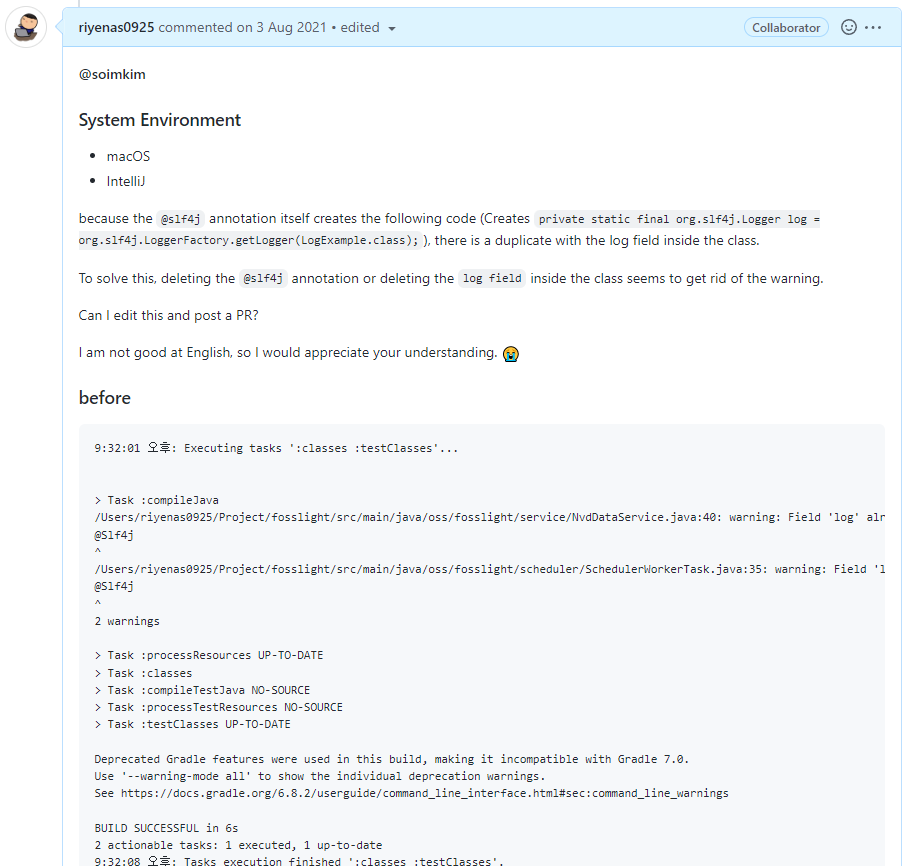 riyenas0925 commented on 3 Aug 2021 • edited
Collaborator
@soimkim
System Environment
• macOS
• IntelliJ
because the @slf4j annotation itself creates the following code (Creates private static final org.slf4j.Logger log =
org.slf4j.LoggerFactory.getLogger(LogExample.class); ), there is a duplicate with the log field inside the class.
To solve this, deleting the @slf4j annotation or deleting the log field inside the class seems to get rid of the warning.
Can I edit this and post a PR?
I am not good at English, so I would appreciate your understanding. 😭
before
9:32:01 오후: Executing tasks ':classes :testClasses'...
> Task :compileJava
/Users/riyenas0925/Project/fosslight/src/main/java/oss/fosslight/service/NvdDataService.java:40: warning: Field 'log' alr
@Slf4j
^
/Users/riyenas0925/Project/fosslight/src/main/java/oss/fosslight/scheduler/SchedulerWorkerTask.java:35: warning: Field 'l
@Slf4j
^
2 warnings
> Task :processResources UP-TO-DATE
> Task :classes
> Task :compileTestJava NO-SOURCE
> Task :processTestResources NO-SOURCE
> Task :testClasses UP-TO-DATE
Deprecated Gradle features were used in this build, making it incompatible with Gradle 7.0.
Use '--warning-mode all' to show the individual deprecation warnings.
See https://docs.gradle.org/6.8.2/userguide/command_line_interface.html#sec:command_line_warnings
BUILD SUCCESSFUL in 6s
2 actionable tasks: 1 executed, 1 up-to-date
9:32:08 오후: Tasks execution finished ':classes :testClasses'.